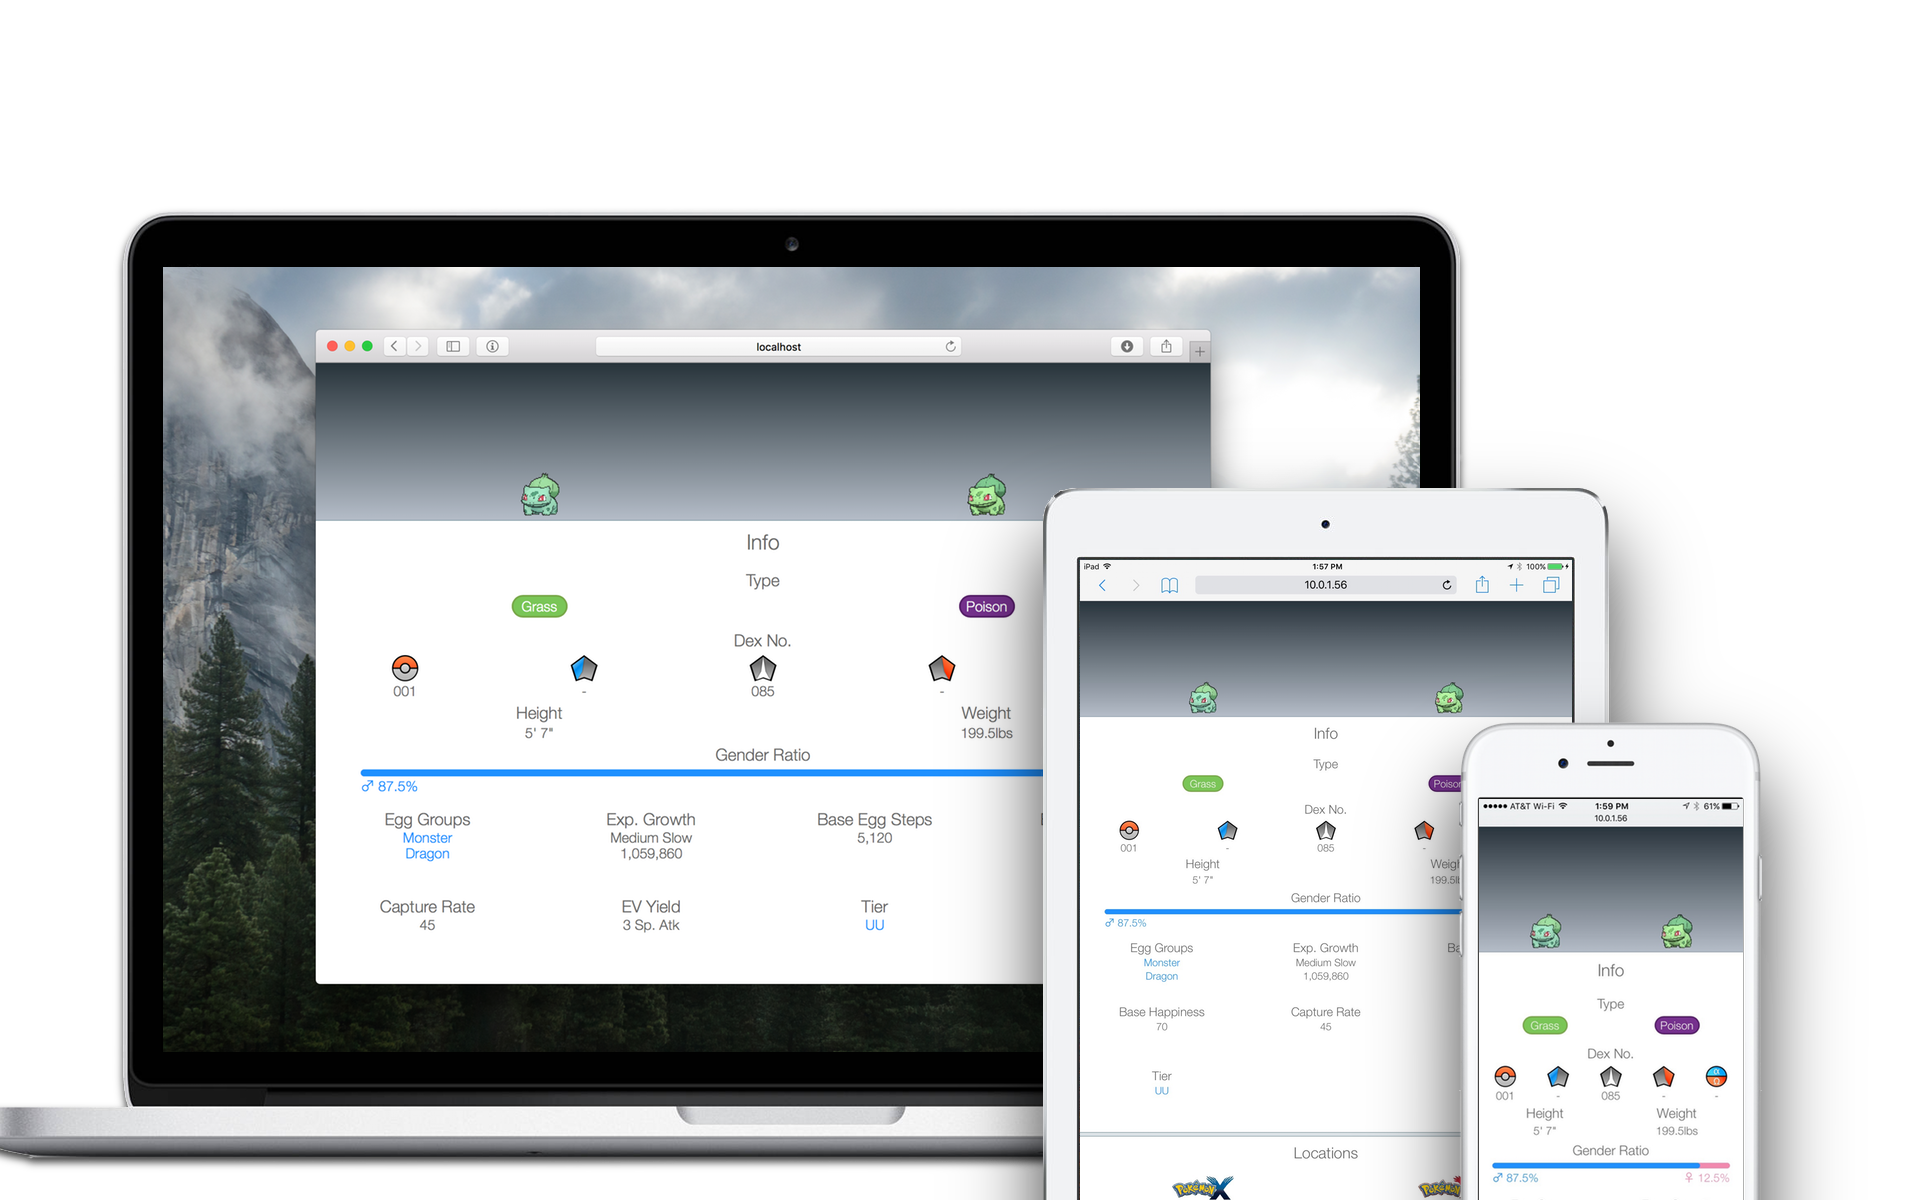 localhost
Info
Type
Grass
Poison
Dex No.
001
-
085
-
Height
Weight
5' 7"
199.5lbs
Gender Ratio
♂ 87.5%
Egg Groups
Exp. Growth
Base Egg Steps
Monster
Medium Slow
5,120
Dragon
1,059,860
Capture Rate
EV Yield
Tier
45
3 Sp. Atk
UU
iPad
1:57 PM
100%
10.0.1.56
Info
Type
Grass
Poison
Dex No.
001
-
085
-
Height
5' 7"
Gender Ratio
♂ 87.5%
Egg Groups
Exp. Growth
Monster
Medium Slow
Dragon
1,059,860
Base Happiness
Capture Rate
70
45
Tier
UU
Locations
POKéMON X
POKéMON
AT&T Wi-Fi
1:59 PM
61%
10.0.1.56
Info
Type
Grass
Poison
Dex No.
001
-
085
-
α
Ω
-
Height
Weight
5' 7"
199.5lbs
Gender Ratio
♂ 87.5%
♀ 12.5%